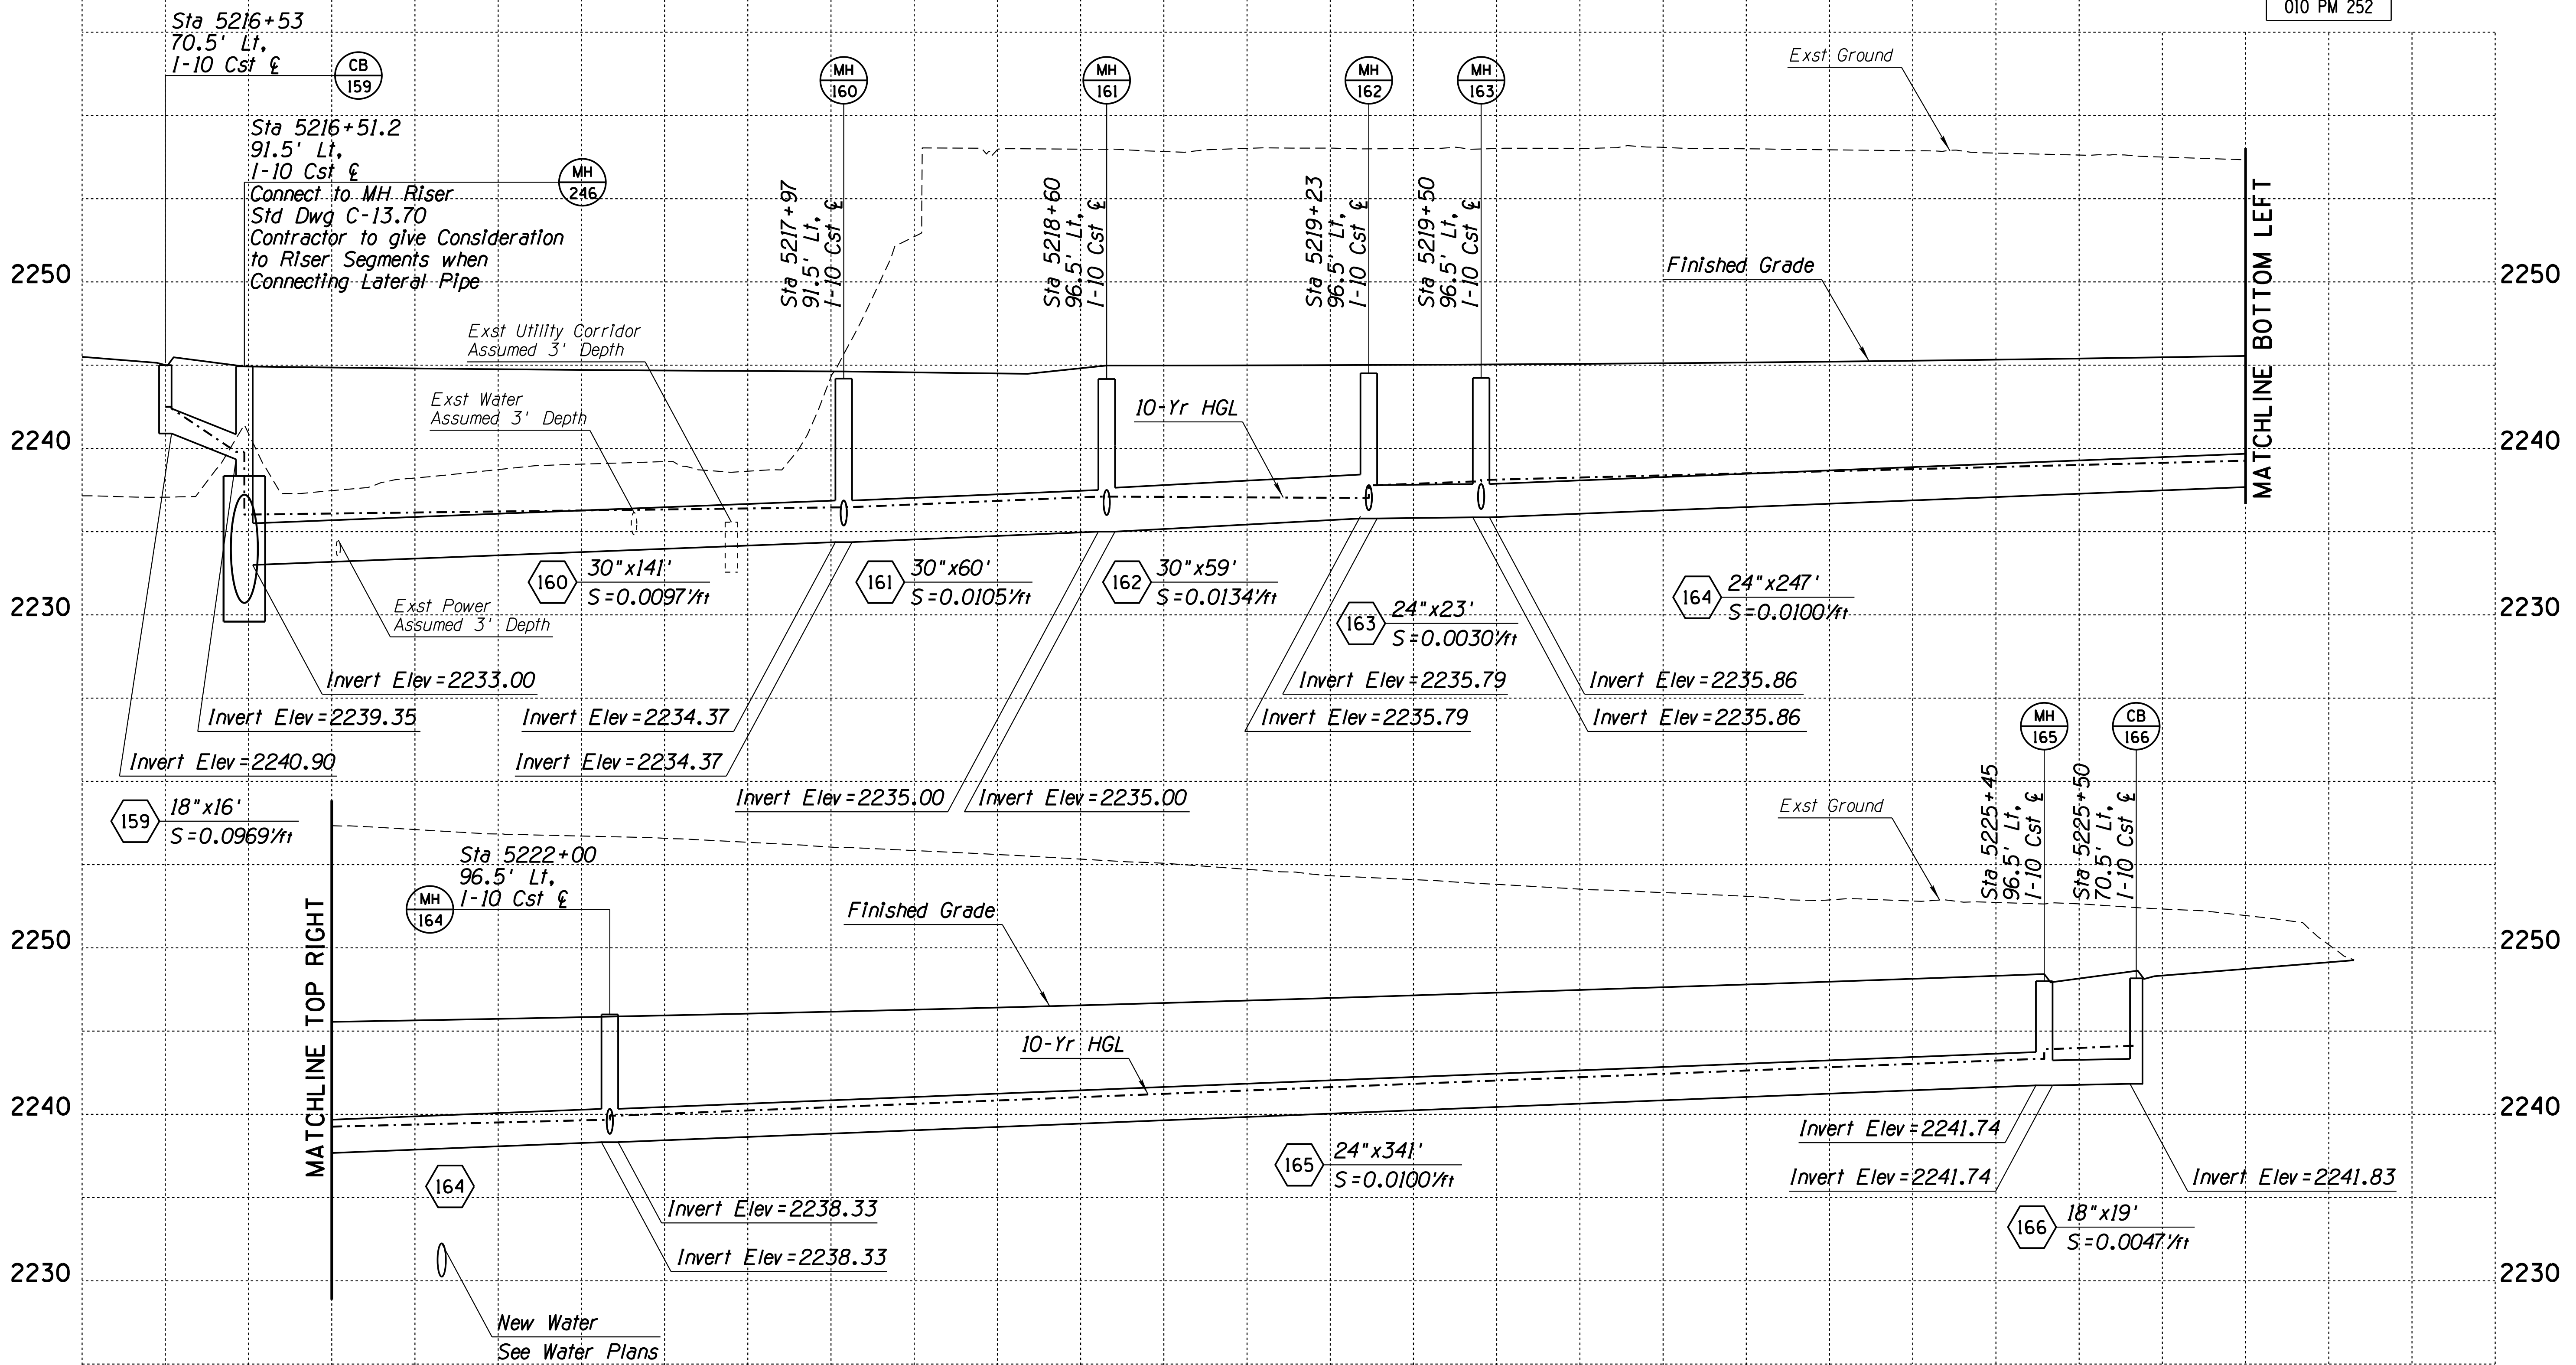 010 PM 252
Sta 5216+53
70.5' Lt,
I-10 Cst ℄
CB
159
Sta 5216+51.2
91.5' Lt,
I-10 Cst ℄
MH
246
Connect to MH Riser
Std Dwg C-13.70
Contractor to give Consideration
to Riser Segments when
Connecting Lateral Pipe
MH
160
Sta 5217+97
91.5' Lt,
I-10 Cst ℄
MH
161
Sta 5218+60
96.5' Lt,
I-10 Cst ℄
MH
162
Sta 5219+23
96.5' Lt,
I-10 Cst ℄
MH
163
Sta 5219+50
96.5' Lt,
I-10 Cst ℄
Exst Ground
Finished Grade
MATCHLINE BOTTOM LEFT
2250
2250
2240
2240
2230
2230
Exst Utility Corridor
Assumed 3' Depth
Exst Water
Assumed 3' Depth
10-Yr HGL
Exst Power
Assumed 3' Depth
160
30"x141'
S=0.0097'/ft
161
30"x60'
S=0.0105'/ft
162
30"x59'
S=0.0134'/ft
163
24"x23'
S=0.0030'/ft
164
24"x247'
S=0.0100'/ft
Invert Elev=2233.00
Invert Elev=2239.35
Invert Elev=2240.90
Invert Elev=2234.37
Invert Elev=2234.37
Invert Elev=2235.00
Invert Elev=2235.00
Invert Elev=2235.79
Invert Elev=2235.79
Invert Elev=2235.86
Invert Elev=2235.86
159
18"x16'
S=0.0969'/ft
MATCHLINE TOP RIGHT
Sta 5222+00
96.5' Lt,
I-10 Cst ℄
MH
164
Finished Grade
Exst Ground
MH
165
Sta 5225+45
96.5' Lt,
I-10 Cst ℄
CB
166
Sta 5225+50
70.5' Lt,
I-10 Cst ℄
2250
2250
2240
2240
2230
2230
10-Yr HGL
164
165
24"x341'
S=0.0100'/ft
Invert Elev=2238.33
Invert Elev=2238.33
Invert Elev=2241.74
Invert Elev=2241.74
Invert Elev=2241.83
166
18"x19'
S=0.0047'/ft
New Water
See Water Plans